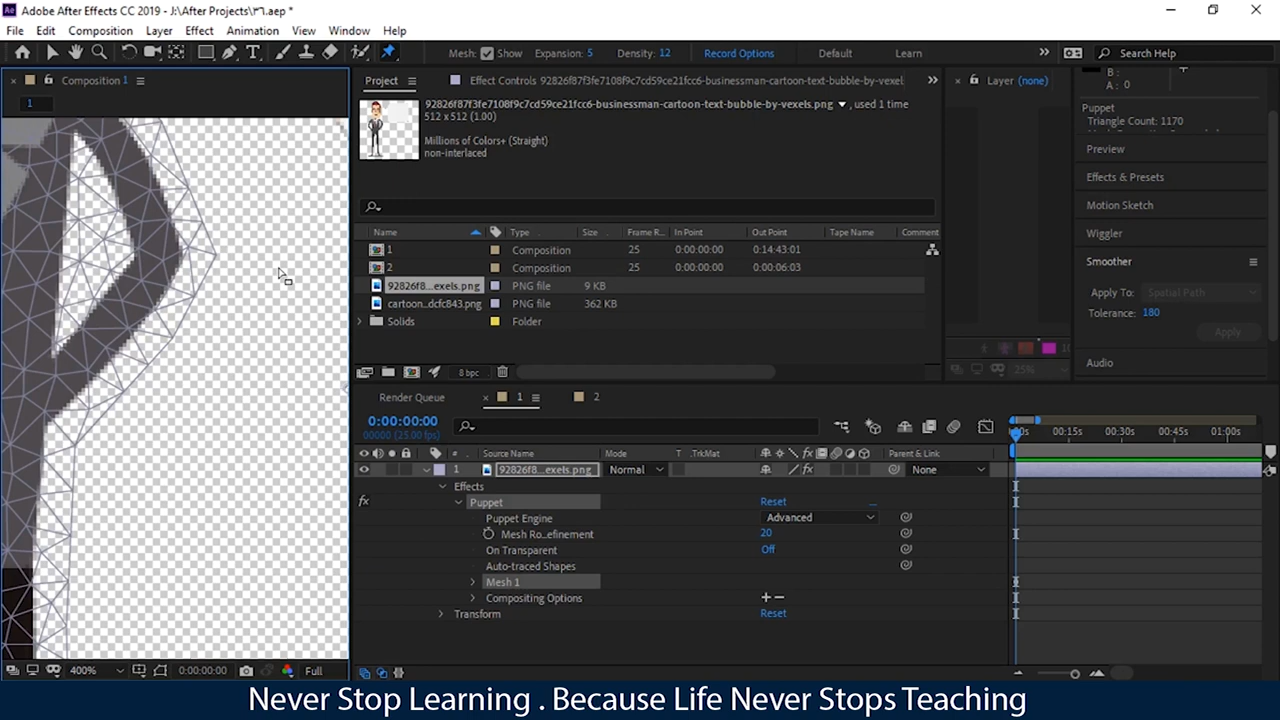 Adobe After Effects CC 2019 - J:\After Projects\٣٦.aep *
File Edit Composition Layer Effect Animation View Window Help
Mesh: Show Expansion: 5 Density: 12 Record Options Default Learn Search Help
Composition 1
1
Project
Effect Controls 92826f87f3fe7108f9c7cd59ce21fcc6-businessman-cartoon-text-bubble-by-vexel
Layer (none)
92826f87f3fe7108f9c7cd59ce21fcc6-businessman-cartoon-text-bubble-by-vexels.png , used 1 time
512 x 512 (1.00)
Millions of Colors+ (Straight)
non-interlaced
B:
A: 0
Puppet
Triangle Count: 1170
Preview
Effects & Presets
Motion Sketch
Wiggler
Smoother
Apply To: Spatial Path
Tolerance: 180
Apply
Audio
Name Type Size Frame R... In Point Out Point Tape Name Comment
1 Composition 25 0:00:00:00 0:14:43:01
2 Composition 25 0:00:00:00 0:00:06:03
92826f8...exels.png PNG file 9 KB
cartoon...dcfc843.png PNG file 362 KB
Solids Folder
8 bpc
25%
Render Queue 1 2
0:00:00:00
00000 (25.00 fps)
:00s 00:15s 00:30s 00:45s 01:00s
# Source Name Mode T .TrkMat Parent & Link
1 92826f8...exels.png Normal None
Effects
fx Puppet Reset ...
Puppet Engine Advanced
Mesh Ro...efinement 20
On Transparent Off
Auto-traced Shapes
Mesh 1
Compositing Options + −
Transform Reset
400% 0:00:00:00 Full
Never Stop Learning . Because Life Never Stops Teaching